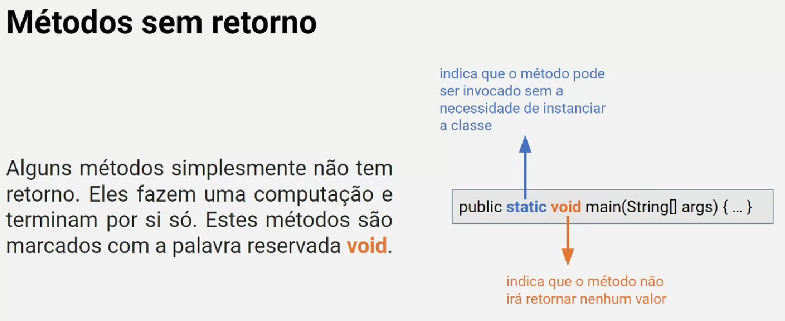 Métodos sem retorno
indica que o método pode
ser invocado sem a
necessidade de instanciar
a classe
Alguns métodos simplesmente não tem
retorno. Eles fazem uma computação e
terminam por si só. Estes métodos são
marcados com a palavra reservada void.
public static void main(String[] args) { ... }
indica que o método não
irá retornar nenhum valor